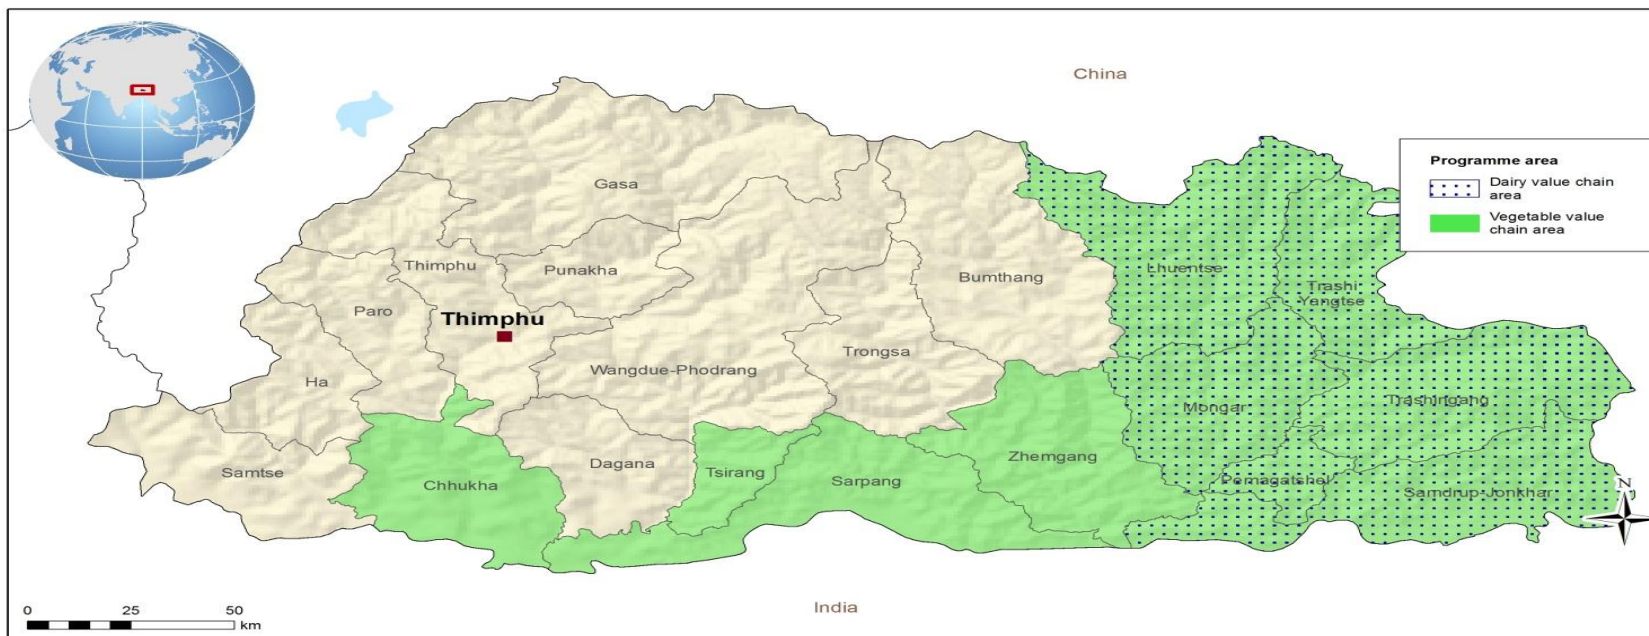 China
Programme area
Dairy value chain
area
Vegetable value
chain area
Gasa
Thimphu
Punakha
Lhuentse
Bumthang
Trashi
Yangtse
Paro
Thimphu
Trongsa
Wangdue-Phodrang
Ha
Trashingang
Mongar
Zhemgang
Dagana
Samtse
Tsirang
Sarpang
Chhukha
Pemagatshel
Samdrup-Jonkhar
N
India
0 25 50
km